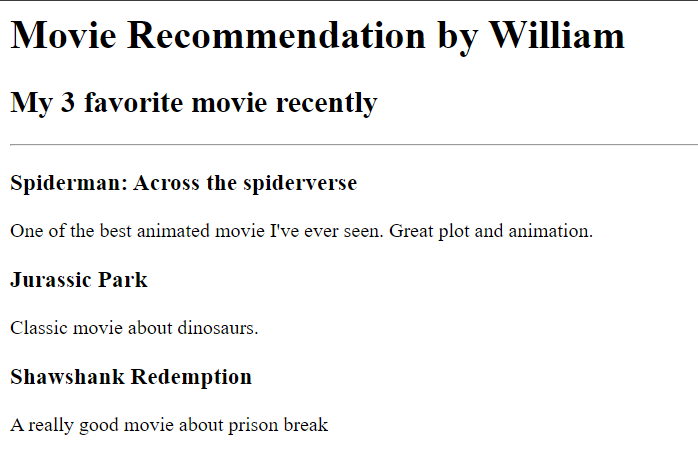 Movie Recommendation by William
My 3 favorite movie recently
Spiderman: Across the spiderverse
One of the best animated movie I've ever seen. Great plot and animation.
Jurassic Park
Classic movie about dinosaurs.
Shawshank Redemption
A really good movie about prison break